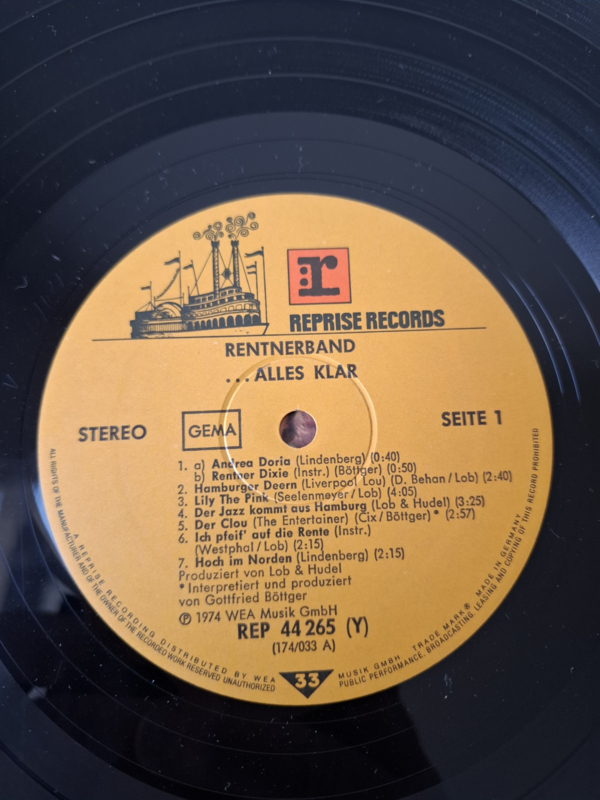 r
REPRISE RECORDS
RENTNERBAND
...ALLES KLAR
STEREO
GEMA
SEITE 1
1. a) Andrea Doria (Lindenberg) (0:40)
b) Rentner Dixie (Instr.) (Böttger) (0:50)
2. Hamburger Deern (Liverpool Lou) (D. Behan/Lob) (2:40)
3. Lily The Pink (Seelenmeyer/Lob) (4:05)
4. Der Jazz kommt aus Hamburg (Lob & Hudel) (3:25)
5. Der Clou (The Entertainer) (Cix/Böttger)* (2:57)
6. Ich pfeif' auf die Rente (Instr.)
(Westphal/Lob) (2:15)
7. Hoch im Norden (Lindenberg) (2:15)
Produziert von Lob & Hudel
*Interpretiert und produziert
von Gottfried Böttger
℗ 1974 WEA Musik GmbH
REP 44 265 (Y)
(174/033 A)
33
A REPRISE RECORDING DISTRIBUTED BY WEA MUSIK GMBH. TRADE MARK® MADE IN GERMANY
ALL RIGHTS OF THE MANUFACTURER AND OF THE OWNER OF THE RECORDED WORK RESERVED UNAUTHORIZED PUBLIC PERFORMANCE, BROADCASTING, LEASING AND COPYING OF THIS RECORD PROHIBITED